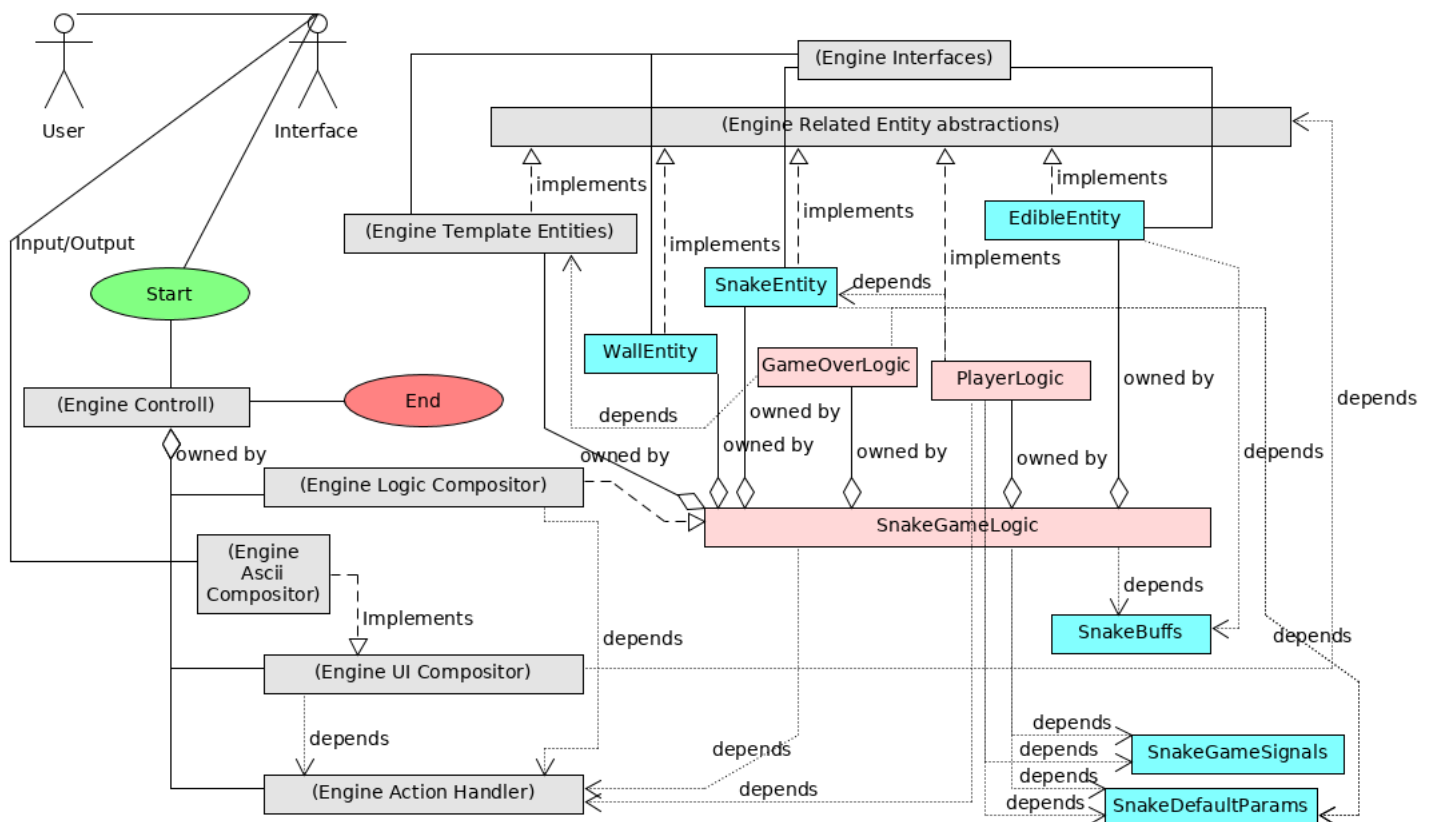 (Engine Interfaces)
(Engine Related Entity abstractions)
User
Interface
implements
implements
EdibleEntity
implements
(Engine Template Entities)
Input/Output
implements
implements
Start
SnakeEntity
depends
WallEntity
GameOverLogic
PlayerLogic
owned by
(Engine Controll)
End
depends
owned by
depends
owned by
owned by
owned by
owned by
owned by
depends
(Engine Logic Compositor)
SnakeGameLogic
(Engine
Ascii
Compositor)
depends
Implements
SnakeBuffs
depends
depends
(Engine UI Compositor)
depends
depends
depends
depends
SnakeGameSignals
depends
depends
(Engine Action Handler)
depends
SnakeDefaultParams